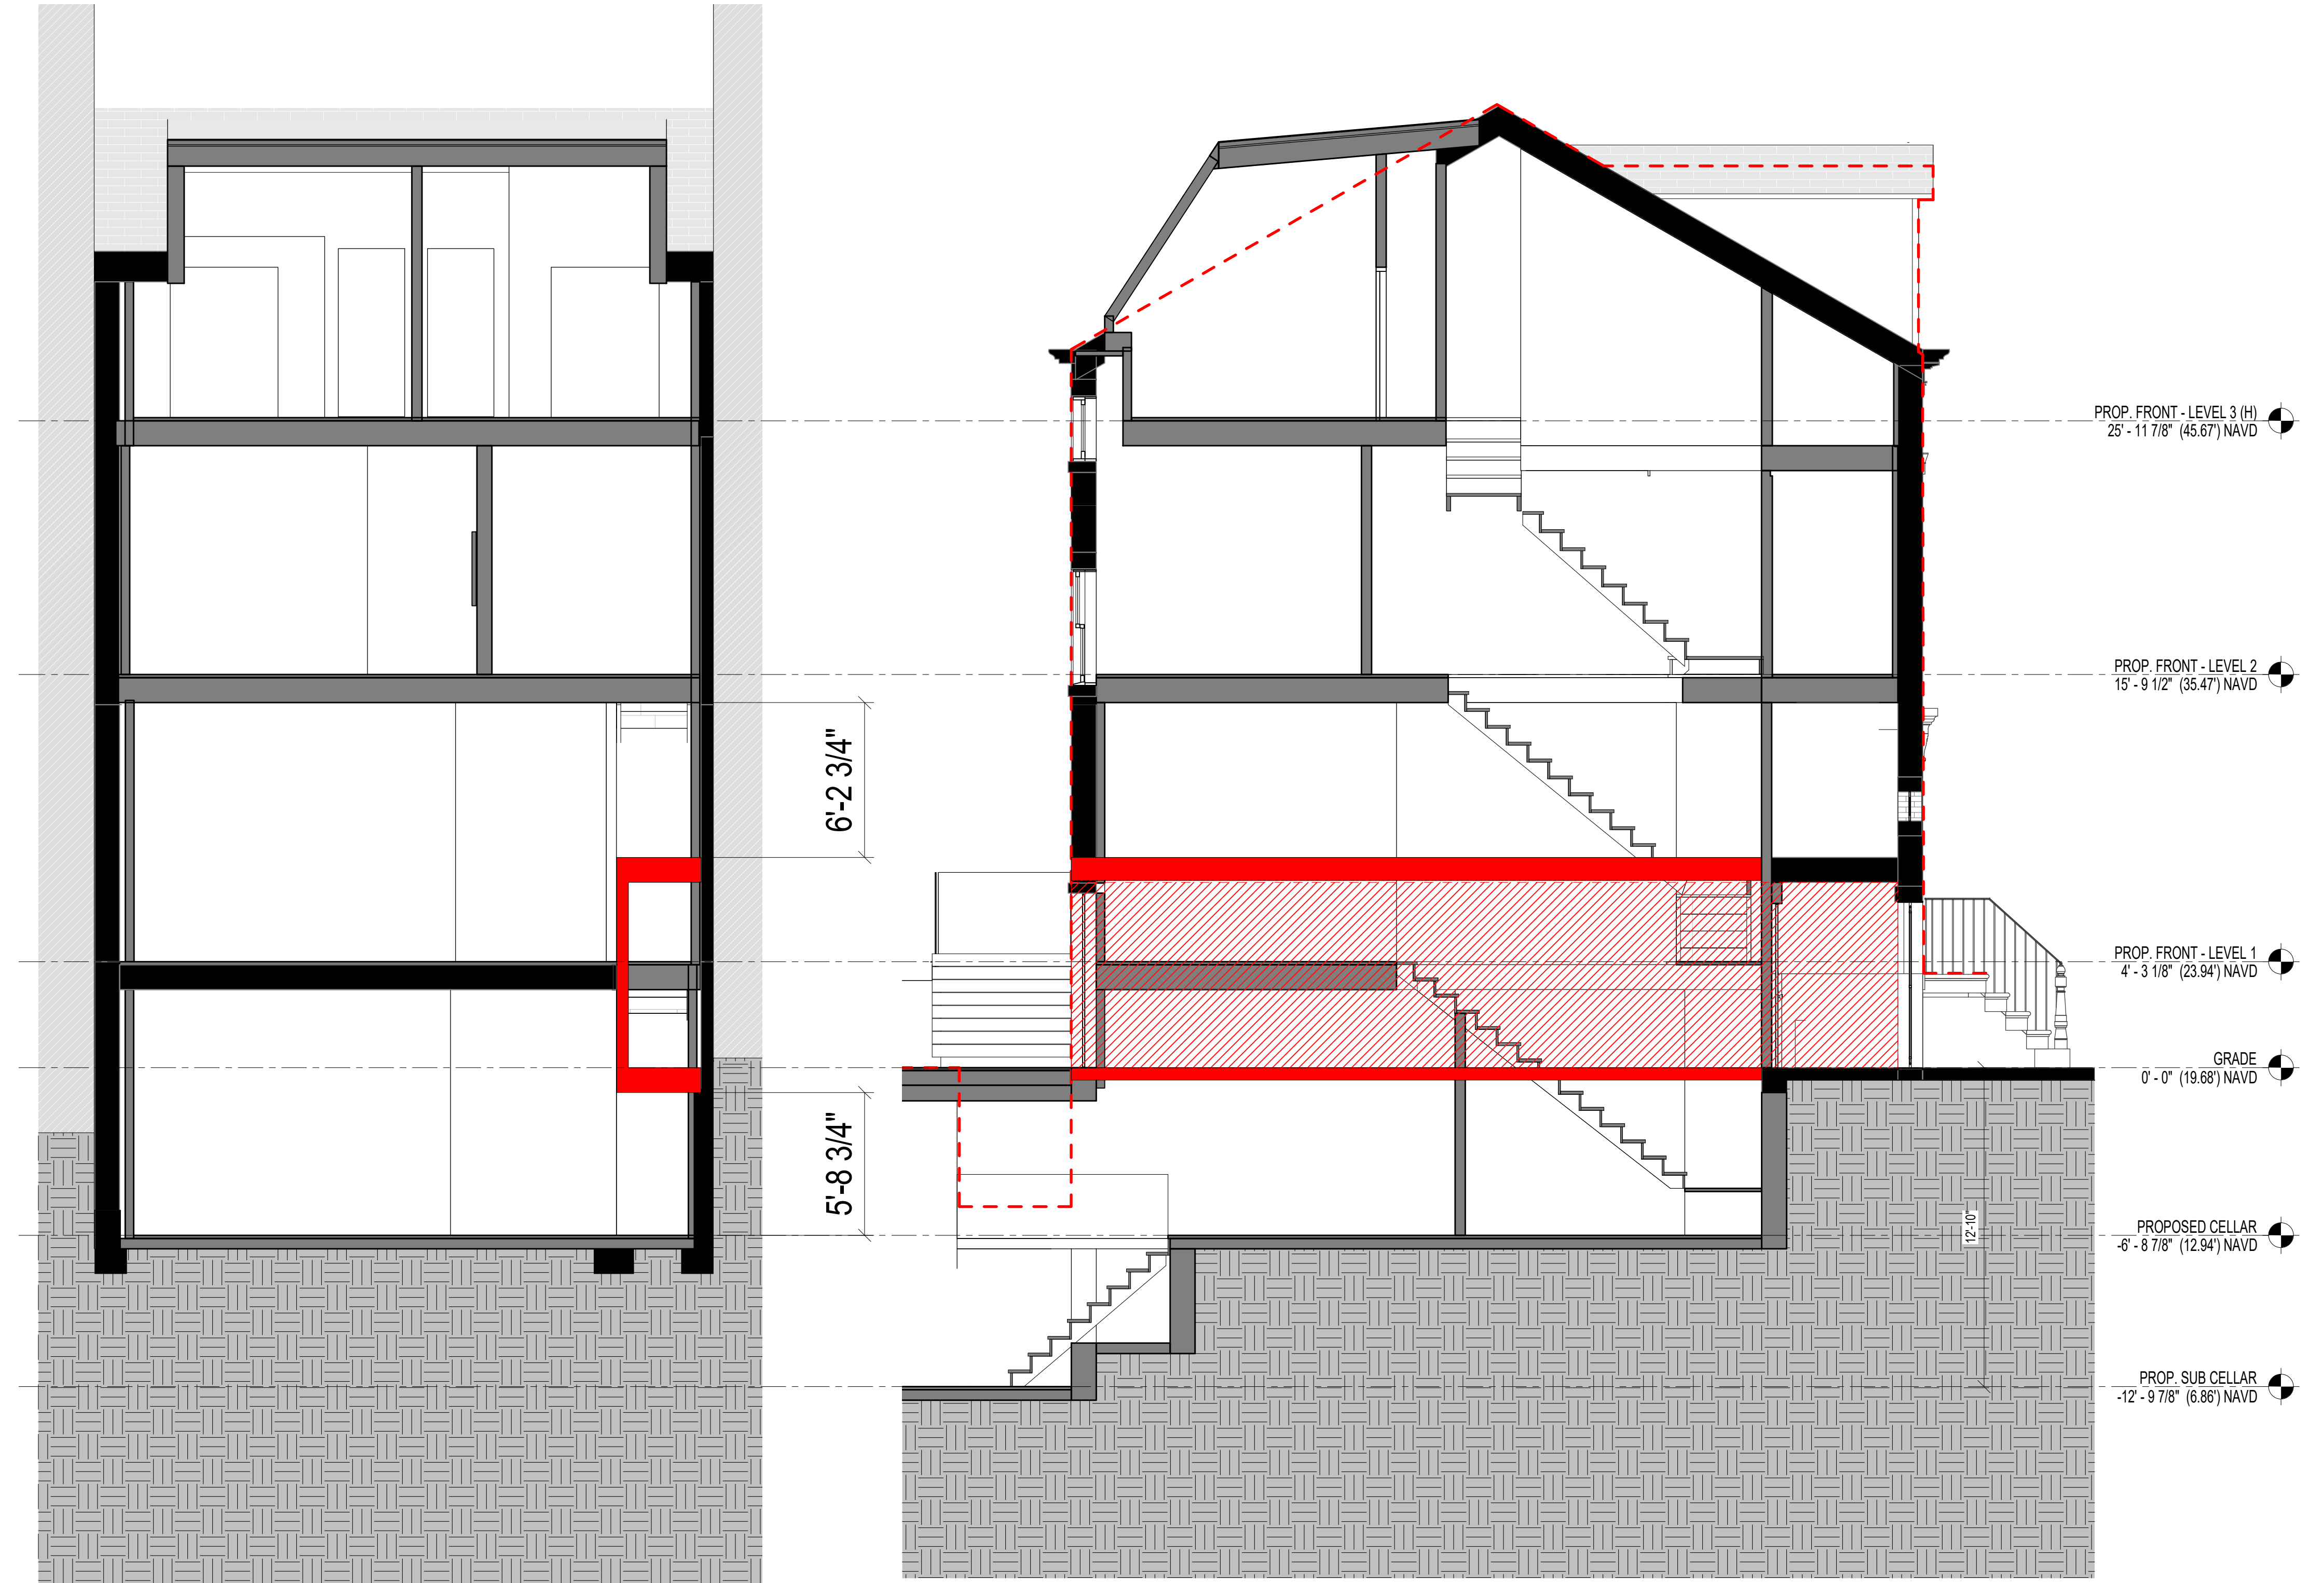 PROP. FRONT - LEVEL 3 (H)
25' - 11 7/8" (45.67') NAVD
PROP. FRONT - LEVEL 2
15' - 9 1/2" (35.47') NAVD
6'-2 3/4"
PROP. FRONT - LEVEL 1
4' - 3 1/8" (23.94') NAVD
GRADE
0' - 0" (19.68') NAVD
5'-8 3/4"
12'-10"
PROPOSED CELLAR
-6' - 8 7/8" (12.94') NAVD
PROP. SUB CELLAR
-12' - 9 7/8" (6.86') NAVD